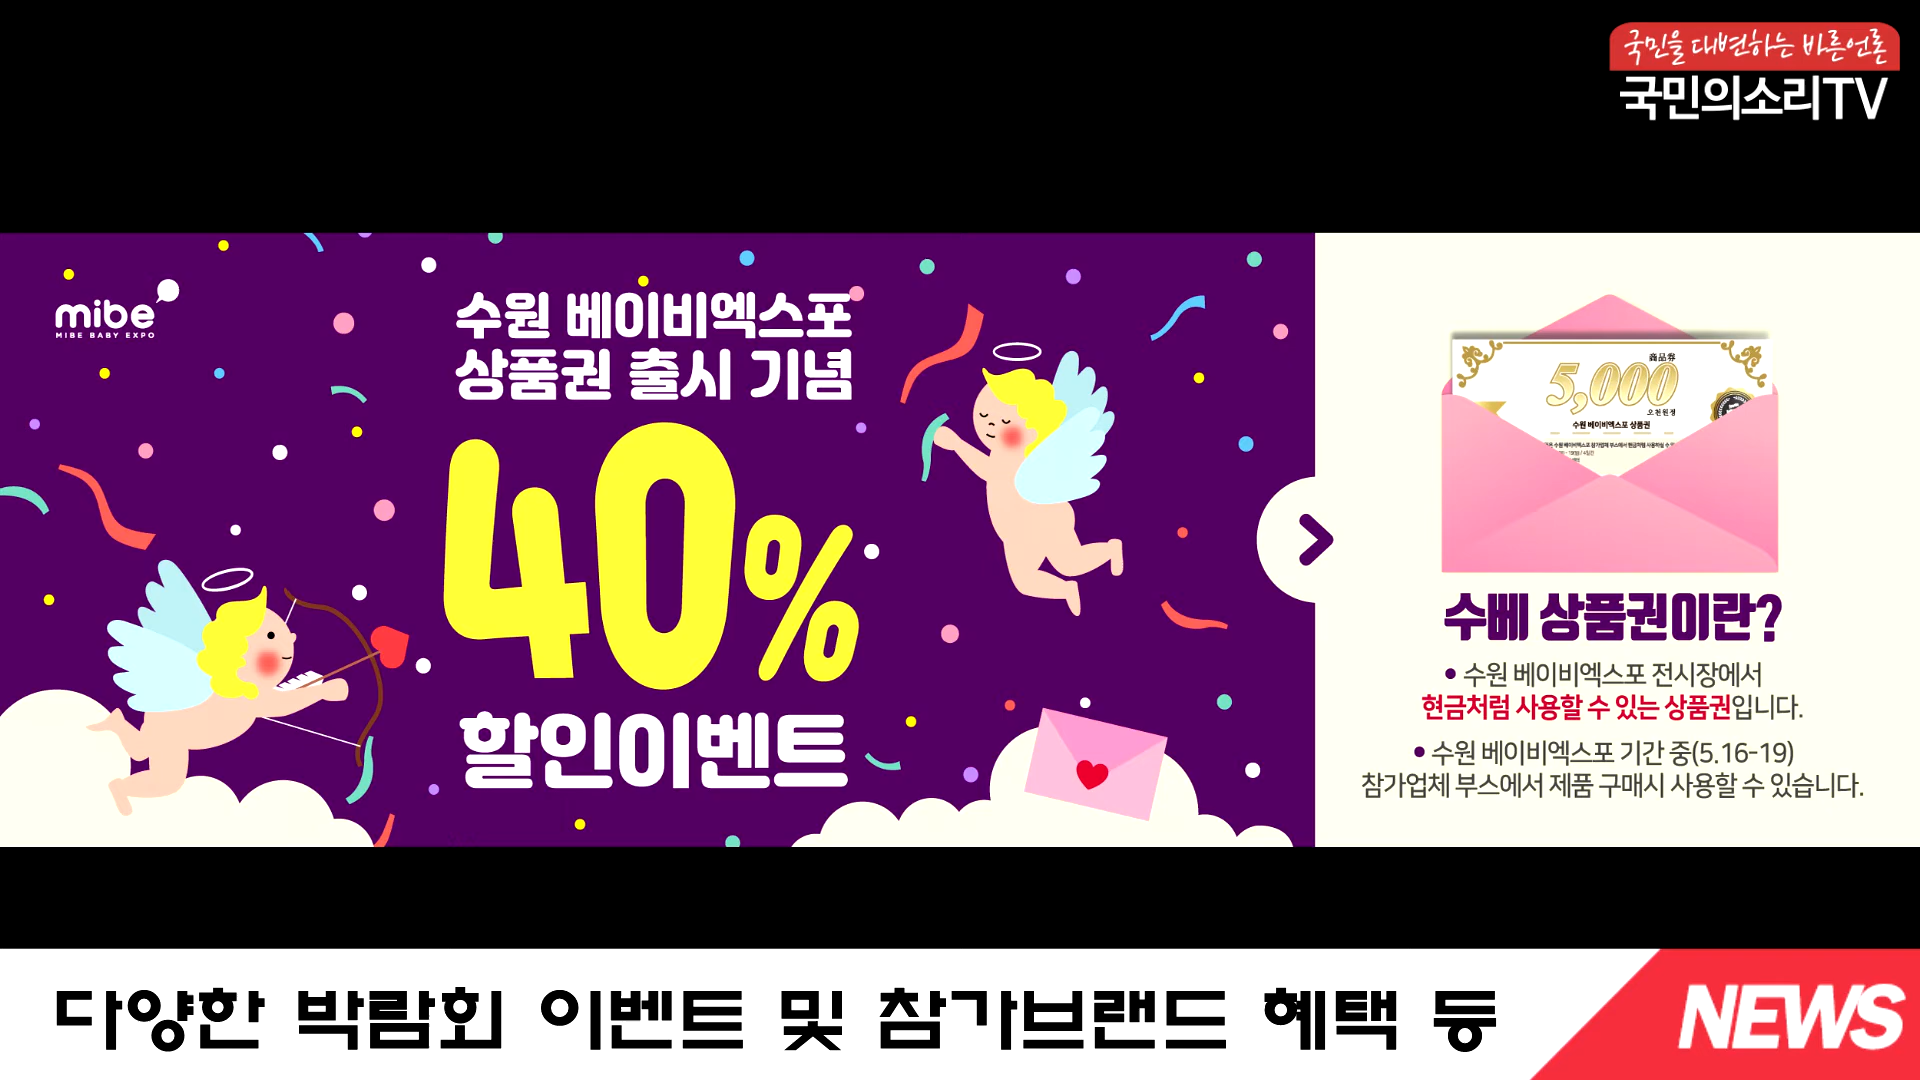 국민을 대변하는 바른언론
국민의소리TV
mibe
MIBE BABY EXPO
수원 베이비엑스포
상품권 출시 기념
40%
할인이벤트
商品券
5,000
오천원정
수원 베이비엑스포 상품권
수베 상품권이란?
• 수원 베이비엑스포 전시장에서
현금처럼 사용할 수 있는 상품권입니다.
• 수원 베이비엑스포 기간 중(5.16-19)
참가업체 부스에서 제품 구매시 사용할 수 있습니다.
다양한 박람회 이벤트 및 참가브랜드 혜택 등
NEWS